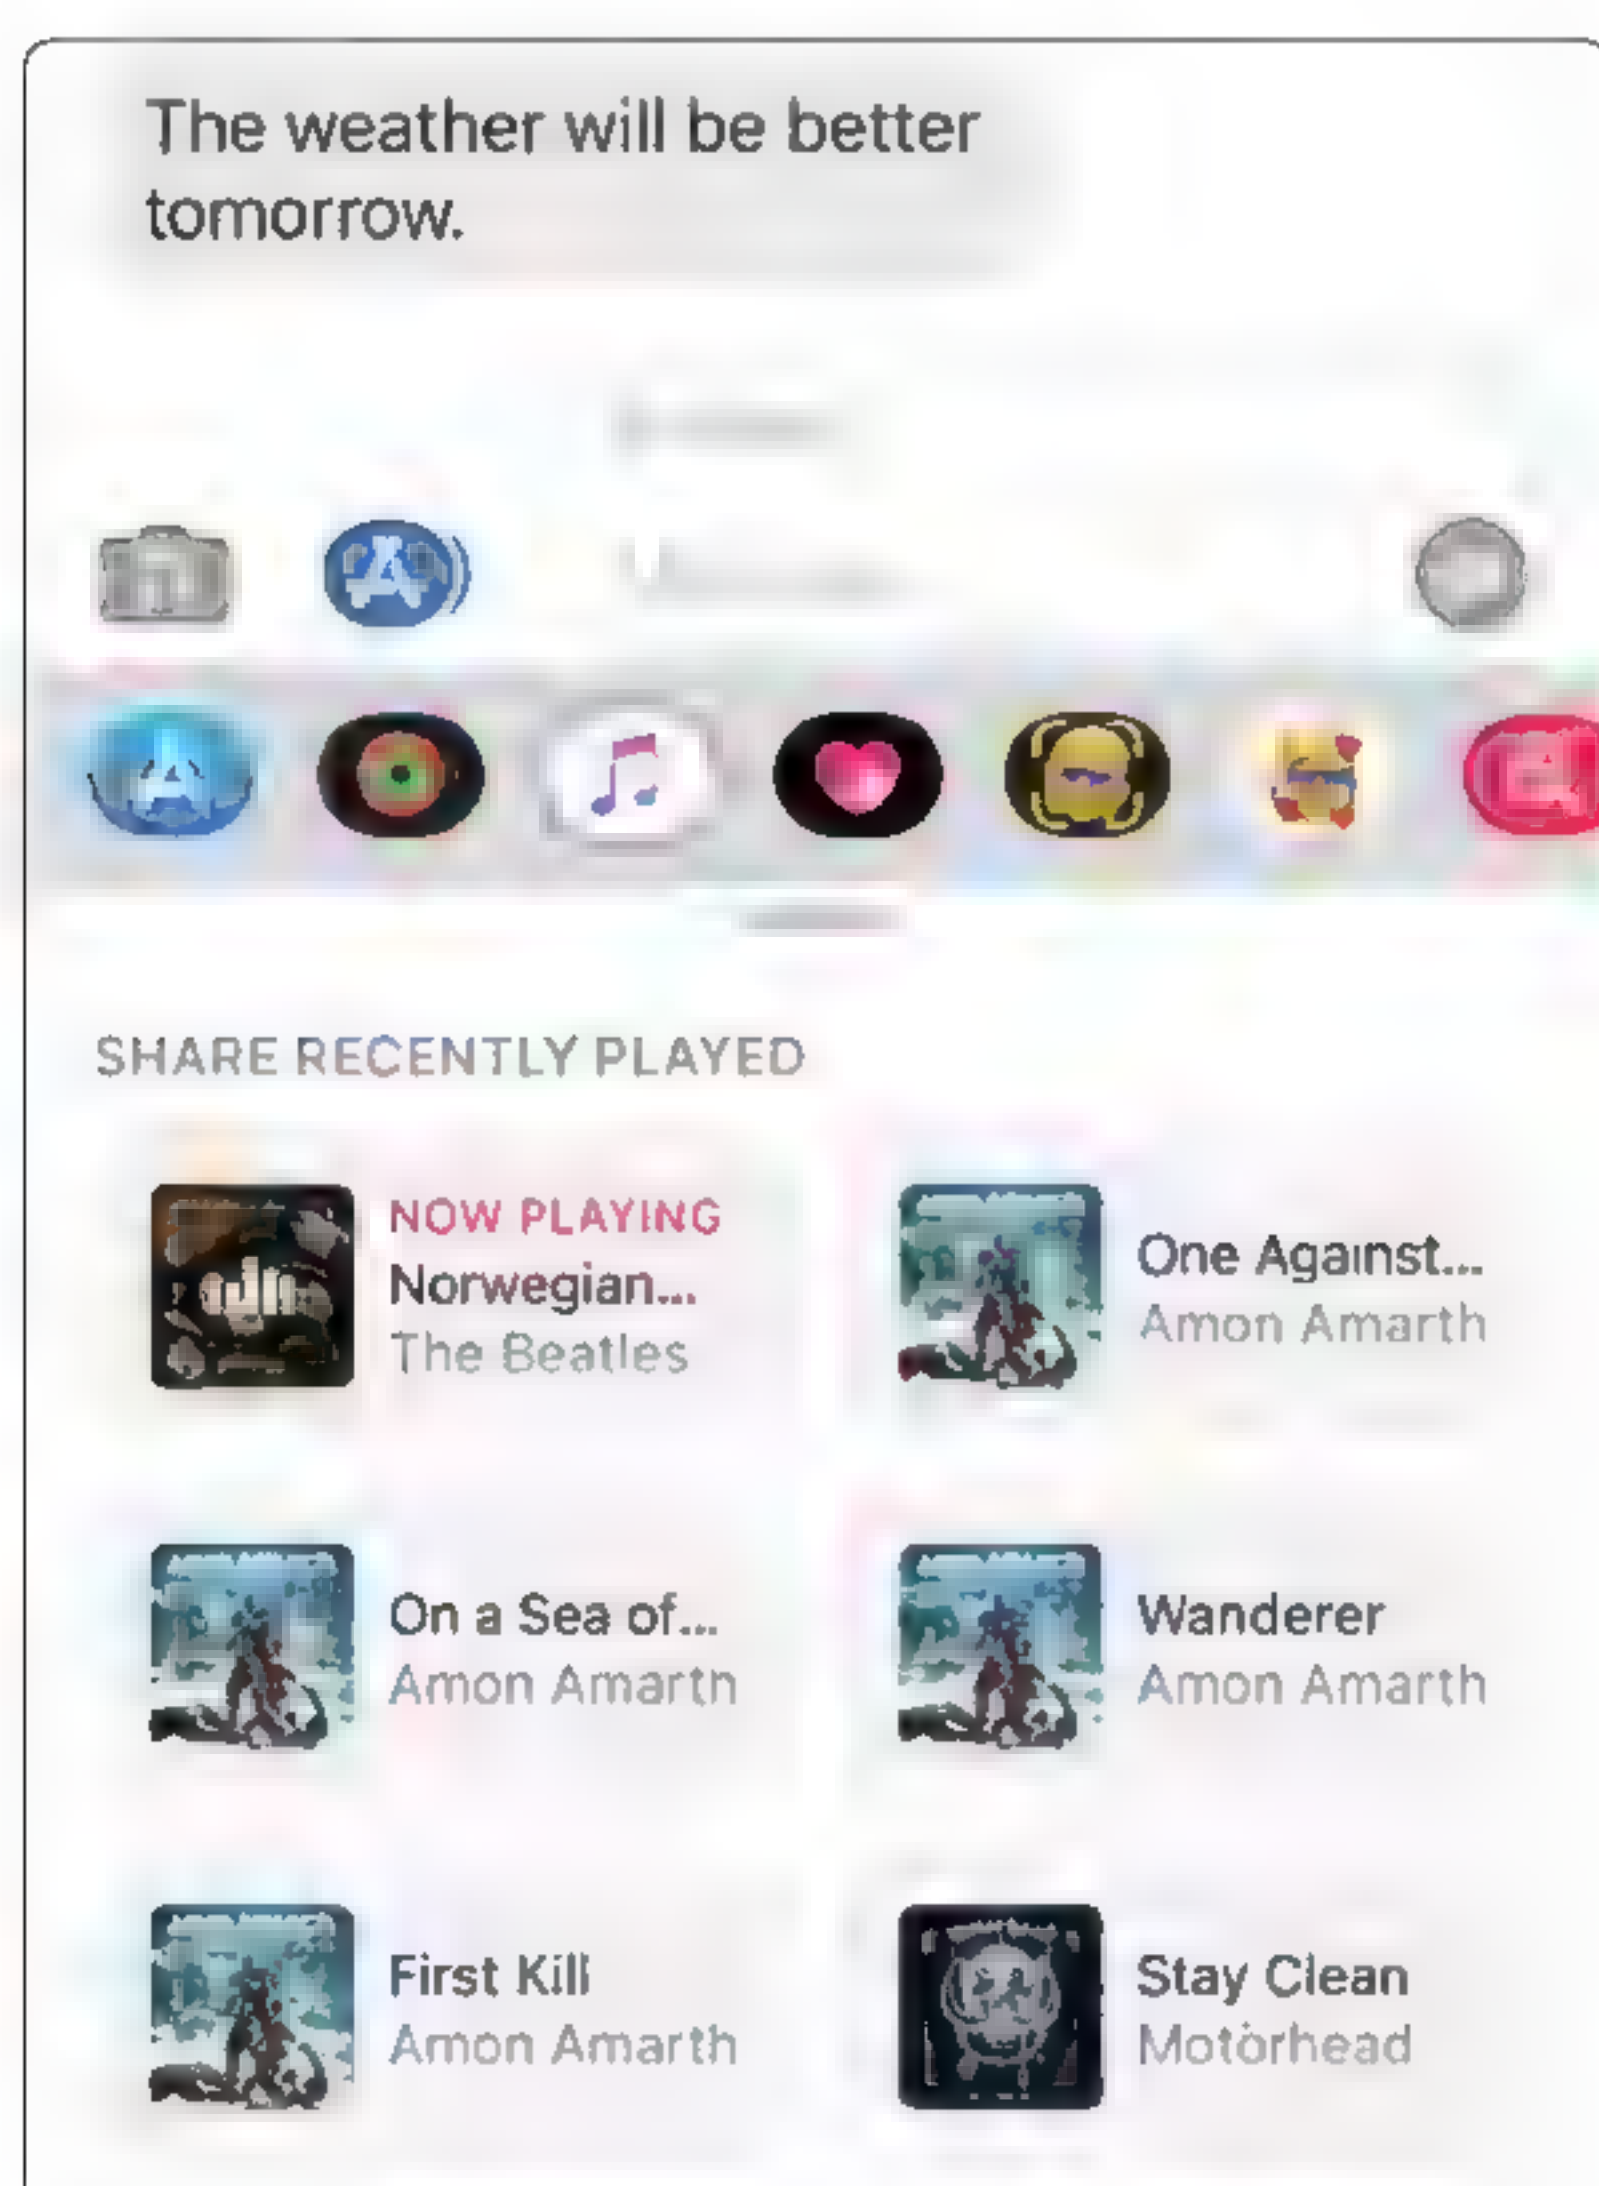 The weather will be better
tomorrow.
SHARE RECENTLY PLAYED
NOW PLAYING
Norwegian...
The Beatles
One Against...
Amon Amarth
On a Sea of...
Amon Amarth
Wanderer
Amon Amarth
First Kill
Amon Amarth
Stay Clean
Motörhead